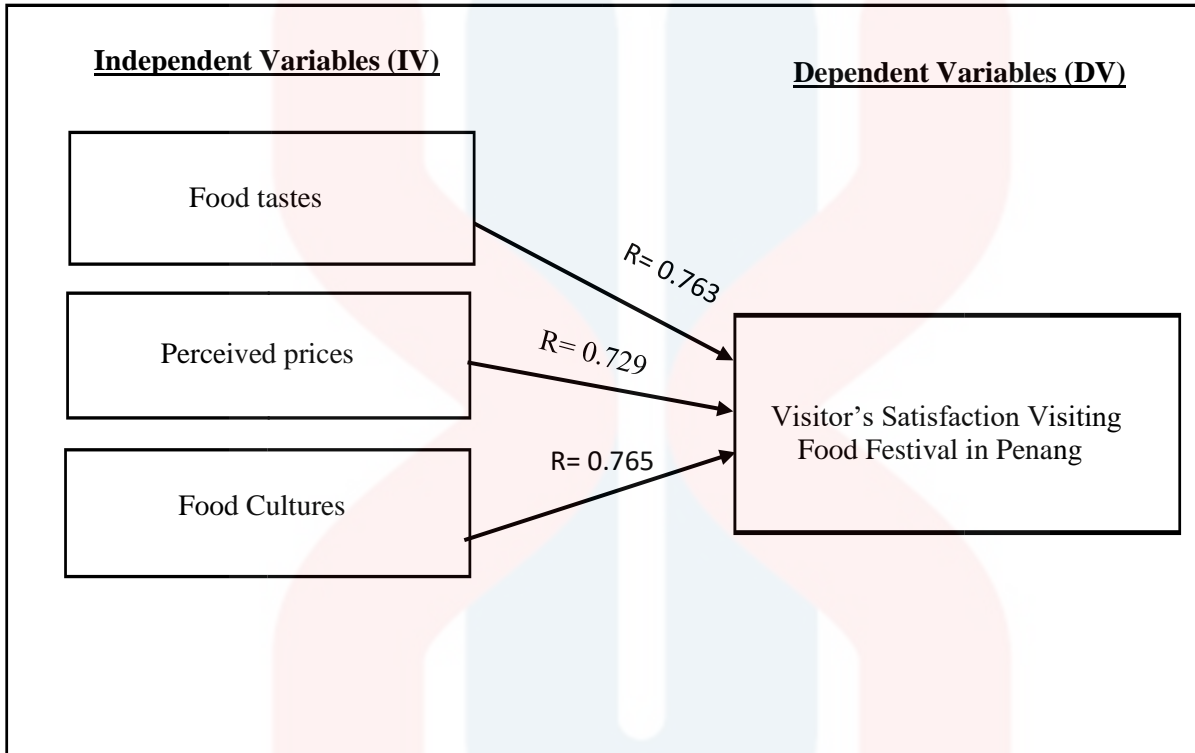 Independent Variables (IV)
Dependent Variables (DV)
Food tastes
R= 0.763
Perceived prices
R= 0.729
Visitor’s Satisfaction Visiting
Food Festival in Penang
Food Cultures
R= 0.765